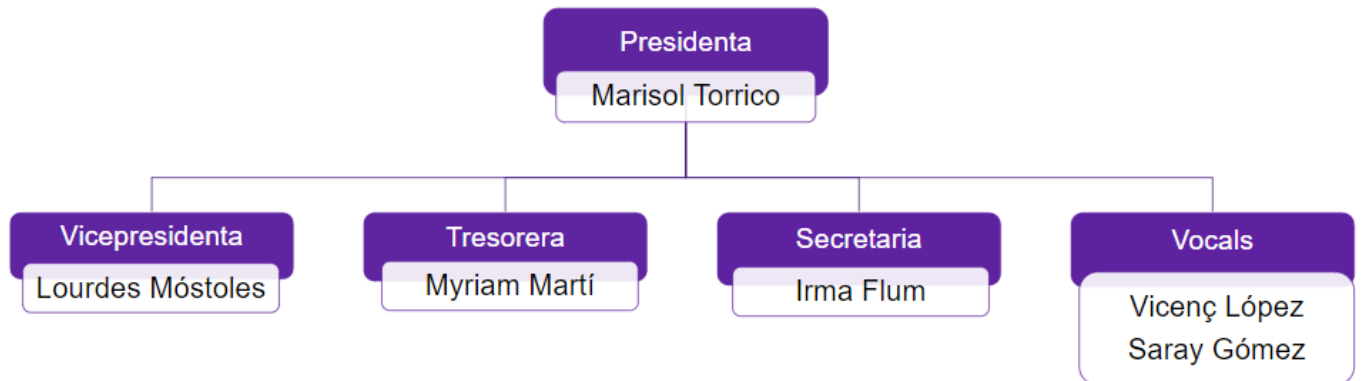 Presidenta
Marisol Torrico
Vicepresidenta
Lourdes Móstoles
Tresorera
Myriam Martí
Secretaria
Irma Flum
Vocals
Vicenç López
Saray Gómez